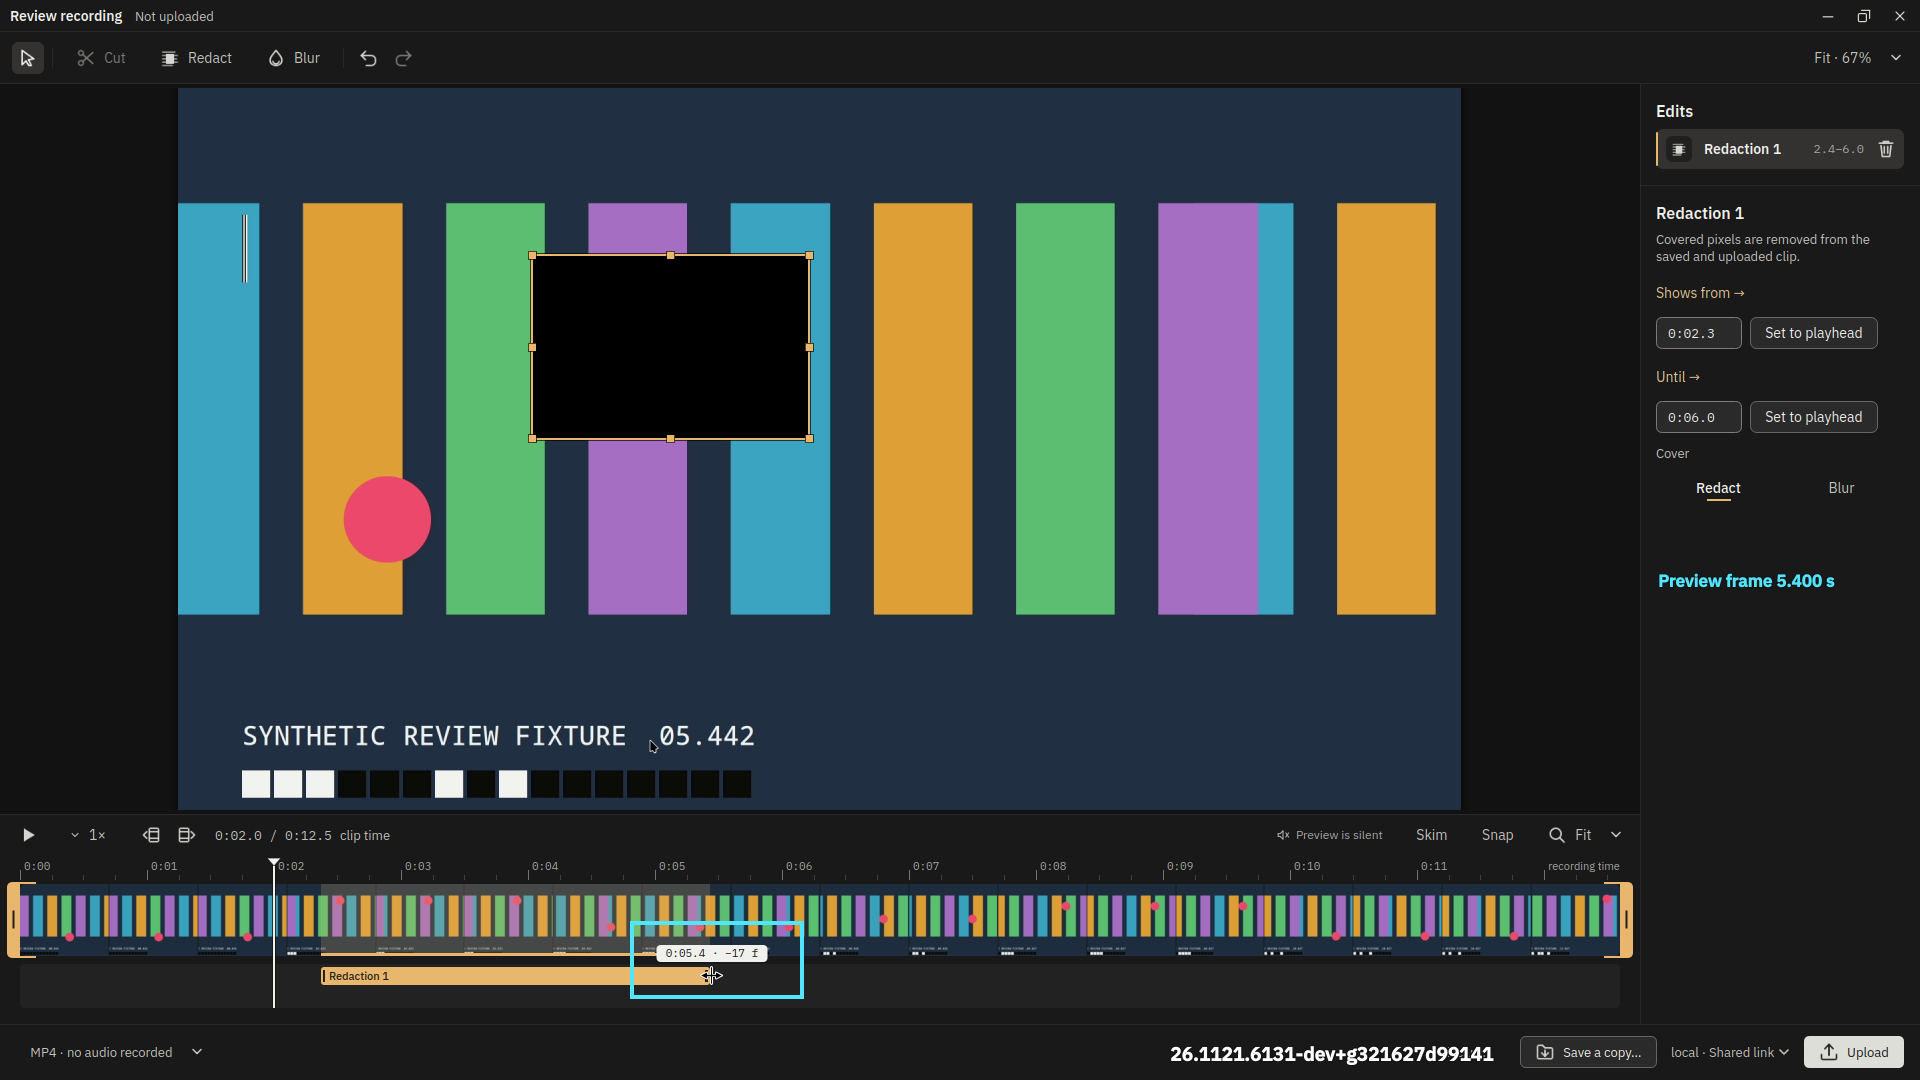 Review recording Not uploaded
Cut Redact Blur Fit · 67%
Edits
Redaction 1 2.4–6.0
Redaction 1
Covered pixels are removed from the
saved and uploaded clip.
Shows from →
0:02.3 Set to playhead
Until →
0:06.0 Set to playhead
Cover
Redact Blur
Preview frame 5.400 s
SYNTHETIC REVIEW FIXTURE 05.442
1× 0:02.0 / 0:12.5 clip time Preview is silent Skim Snap Fit
0:00 0:01 0:02 0:03 0:04 0:05 0:06 0:07 0:08 0:09 0:10 0:11 recording time
0:05.4 · −17 f
Redaction 1
MP4 · no audio recorded 26.1121.6131-dev+g321627d99141 Save a copy... local · Shared link Upload